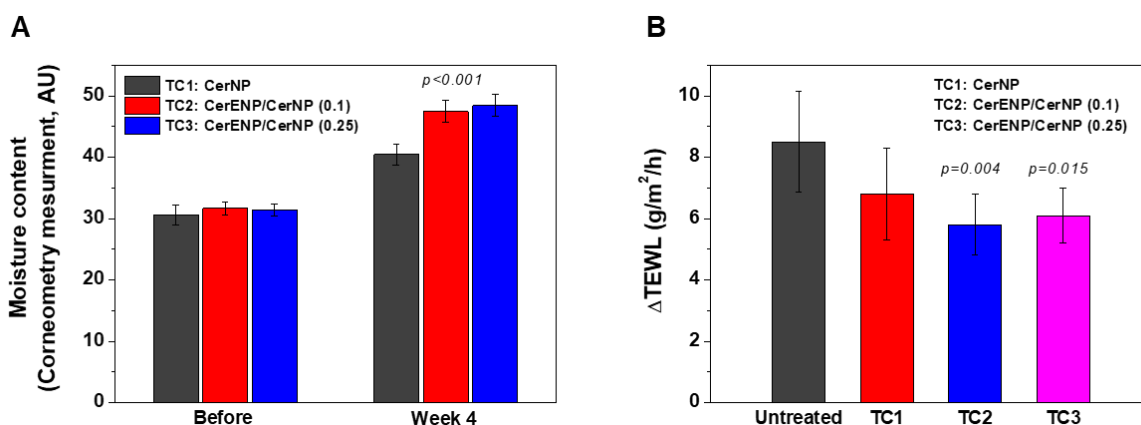 A
Moisture content
(Corneometry mesurment, AU)
50
40
30
20
10
0
TC1: CerNP
TC2: CerENP/CerNP (0.1)
TC3: CerENP/CerNP (0.25)
p<0.001
Before
Week 4
B
ΔTEWL (g/m²/h)
10
8
6
4
2
0
TC1: CerNP
TC2: CerENP/CerNP (0.1)
TC3: CerENP/CerNP (0.25)
p=0.004
p=0.015
Untreated
TC1
TC2
TC3